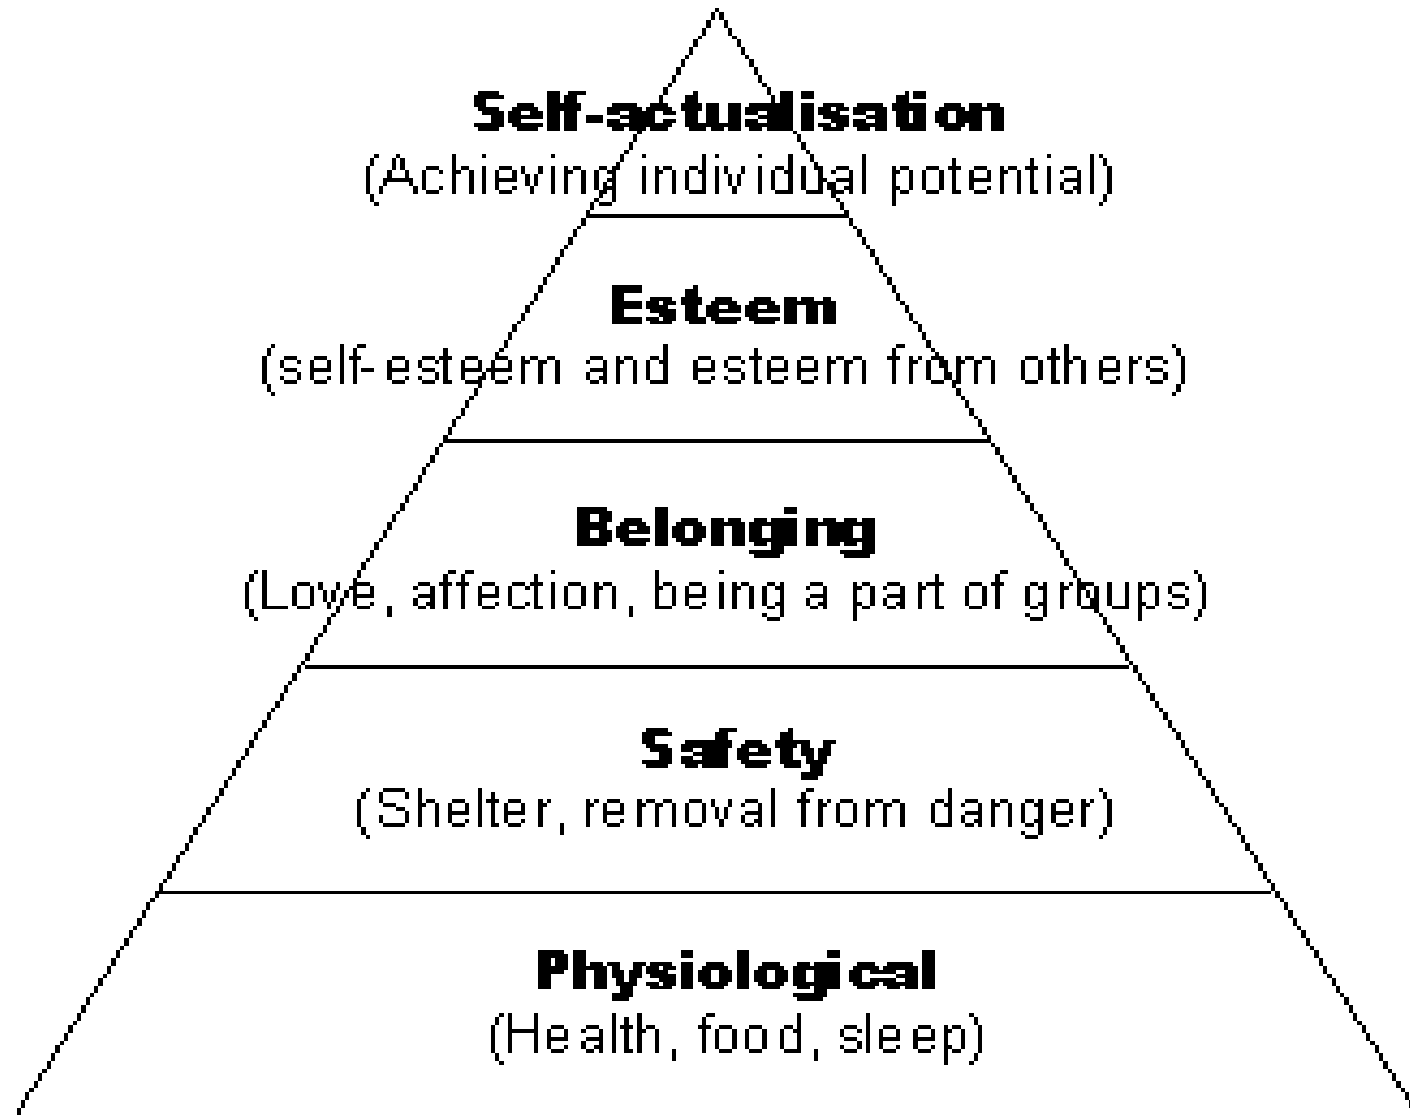 Self-actualisation
(Achieving individual potential)
Esteem
(self-esteem and esteem from others)
Belonging
(Love, affection, being a part of groups)
Safety
(Shelter, removal from danger)
Physiological
(Health, food, sleep)